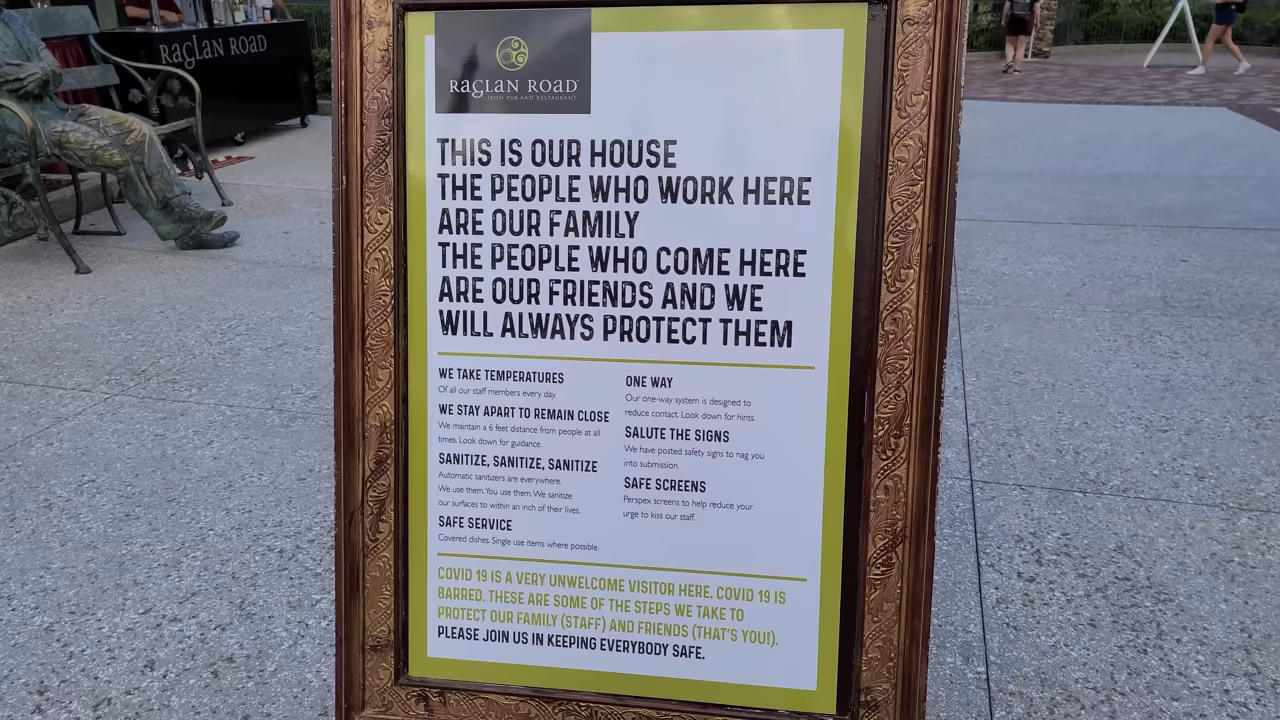 RAGLAN ROAD
RAGLAN ROAD
IRISH PUB AND RESTAURANT
THIS IS OUR HOUSE
THE PEOPLE WHO WORK HERE
ARE OUR FAMILY
THE PEOPLE WHO COME HERE
ARE OUR FRIENDS AND WE
WILL ALWAYS PROTECT THEM
WE TAKE TEMPERATURES
Of all our staff members every day.
WE STAY APART TO REMAIN CLOSE
We maintain a 6 feet distance from people at all
times. Look down for guidance.
SANITIZE, SANITIZE, SANITIZE
Automatic sanitizers are everywhere.
We use them. You use them. We sanitize
our surfaces to within an inch of their lives.
SAFE SERVICE
Covered dishes. Single use items where possible.
ONE WAY
Our one-way system is designed to
reduce contact. Look down for hints.
SALUTE THE SIGNS
We have posted safety signs to nag you
into submission.
SAFE SCREENS
Perspex screens to help reduce your
urge to kiss our staff.
COVID 19 IS A VERY UNWELCOME VISITOR HERE. COVID 19 IS
BARRED. THESE ARE SOME OF THE STEPS WE TAKE TO
PROTECT OUR FAMILY (STAFF) AND FRIENDS (THAT'S YOU!).
PLEASE JOIN US IN KEEPING EVERYBODY SAFE.